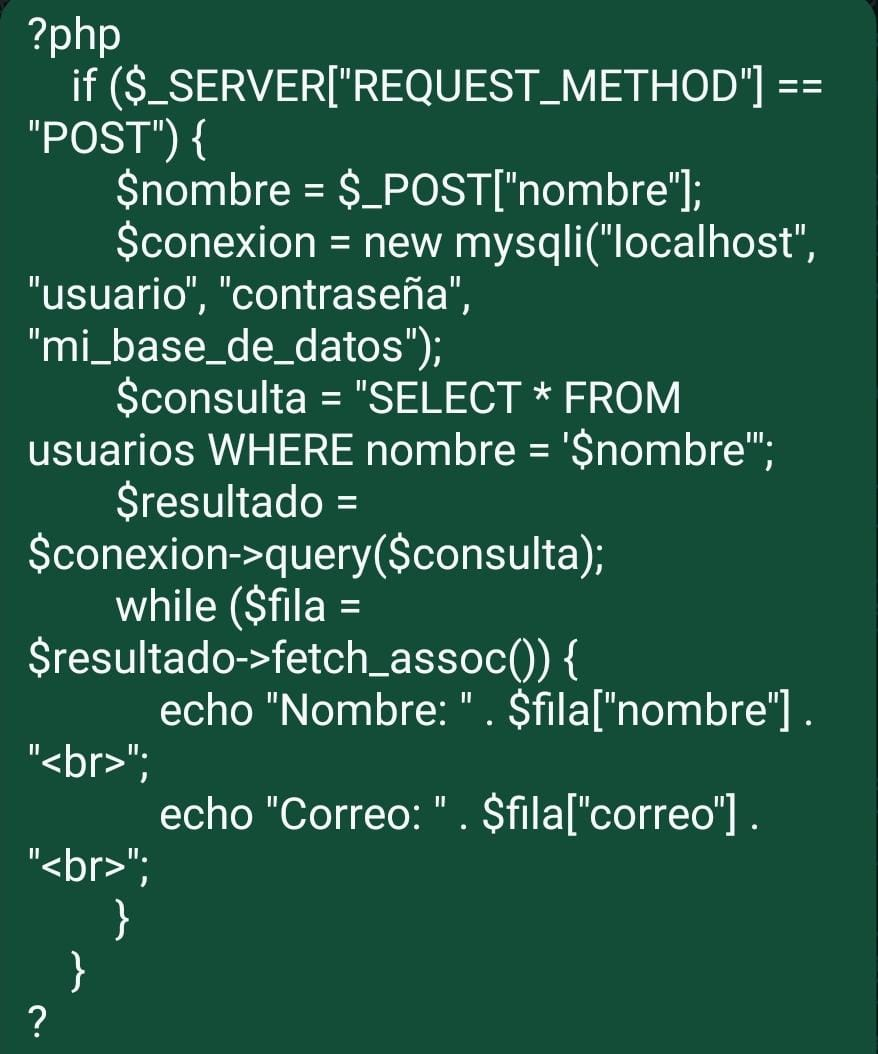 ?php
if ($_SERVER["REQUEST_METHOD"] ==
"POST") {
$nombre = $_POST["nombre"];
$conexion = new mysqli("localhost",
"usuario", "contraseña",
"mi_base_de_datos");
$consulta = "SELECT * FROM
usuarios WHERE nombre = '$nombre'";
$resultado =
$conexion->query($consulta);
while ($fila =
$resultado->fetch_assoc()) {
echo "Nombre: " . $fila["nombre"] .
"<br>";
echo "Correo: " . $fila["correo"] .
"<br>";
}
}
?